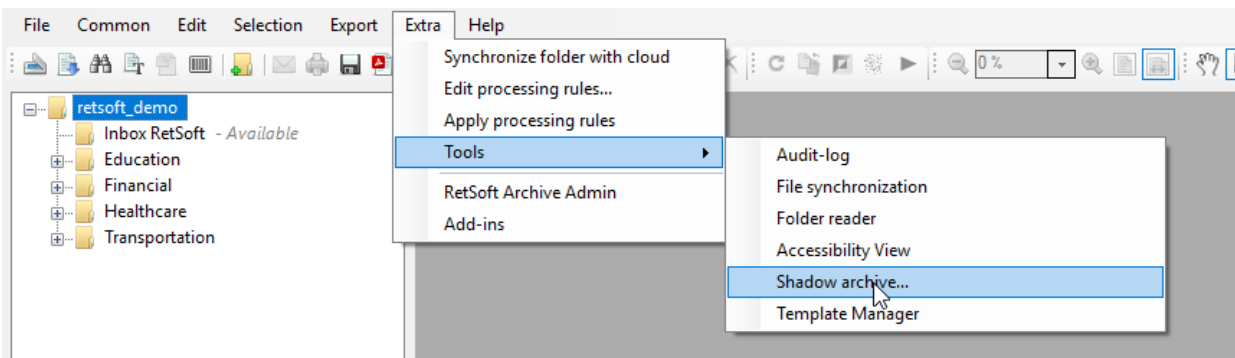 File Common Edit Selection Export Extra Help
0 %
retsoft_demo
Inbox RetSoft - Available
Education
Financial
Healthcare
Transportation
Synchronize folder with cloud
Edit processing rules...
Apply processing rules
Tools
RetSoft Archive Admin
Add-ins
Audit-log
File synchronization
Folder reader
Accessibility View
Shadow archive...
Template Manager